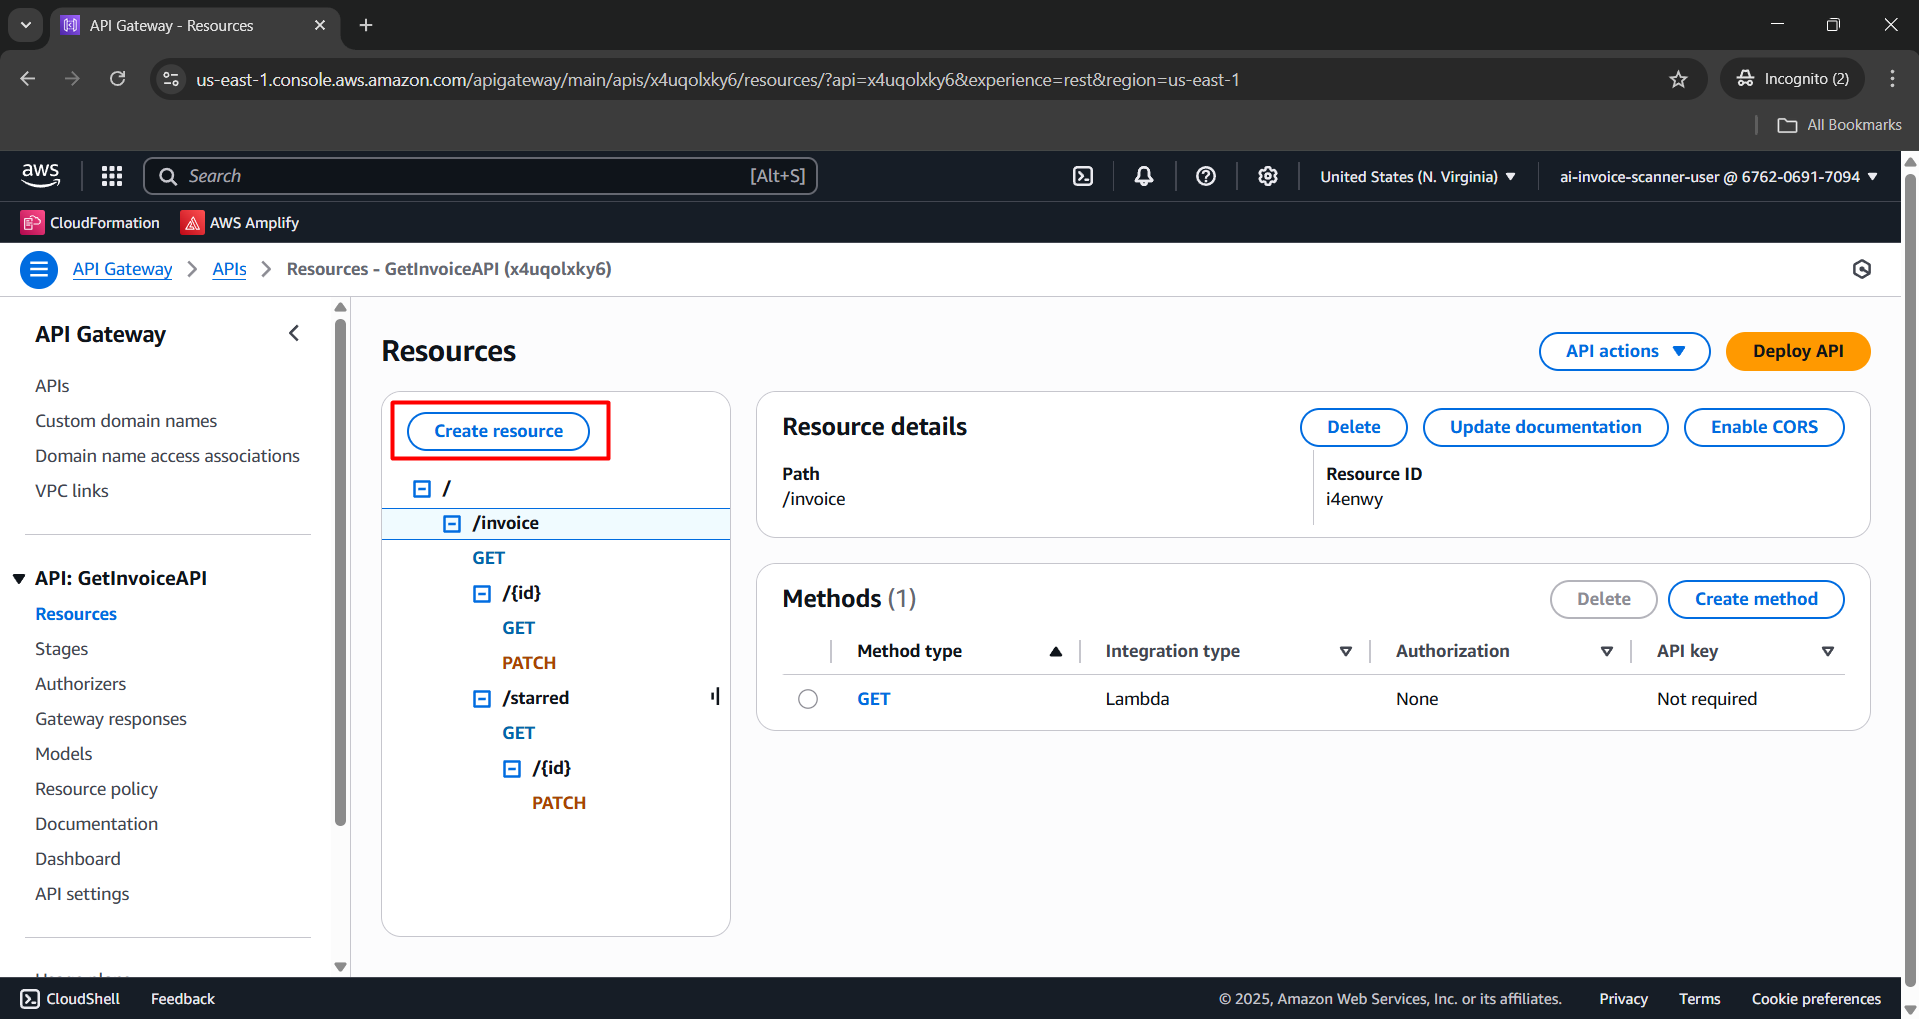 API Gateway - Resources
us-east-1.console.aws.amazon.com/apigateway/main/apis/x4uqolxky6/resources/?api=x4uqolxky6&experience=rest&region=us-east-1
Incognito (2)
All Bookmarks
aws
Search
[Alt+S]
United States (N. Virginia)
ai-invoice-scanner-user @ 6762-0691-7094
CloudFormation
AWS Amplify
API Gateway
APIs
Resources - GetInvoiceAPI (x4uqolxky6)
API Gateway
APIs
Custom domain names
Domain name access associations
VPC links
API: GetInvoiceAPI
Resources
Stages
Authorizers
Gateway responses
Models
Resource policy
Documentation
Dashboard
API settings
Resources
API actions
Deploy API
Create resource
/
/invoice
GET
/{id}
GET
PATCH
/starred
GET
/{id}
PATCH
Resource details
Delete
Update documentation
Enable CORS
Path
/invoice
Resource ID
i4enwy
Methods (1)
Delete
Create method
Method type
Integration type
Authorization
API key
GET
Lambda
None
Not required
CloudShell
Feedback
© 2025, Amazon Web Services, Inc. or its affiliates.
Privacy
Terms
Cookie preferences